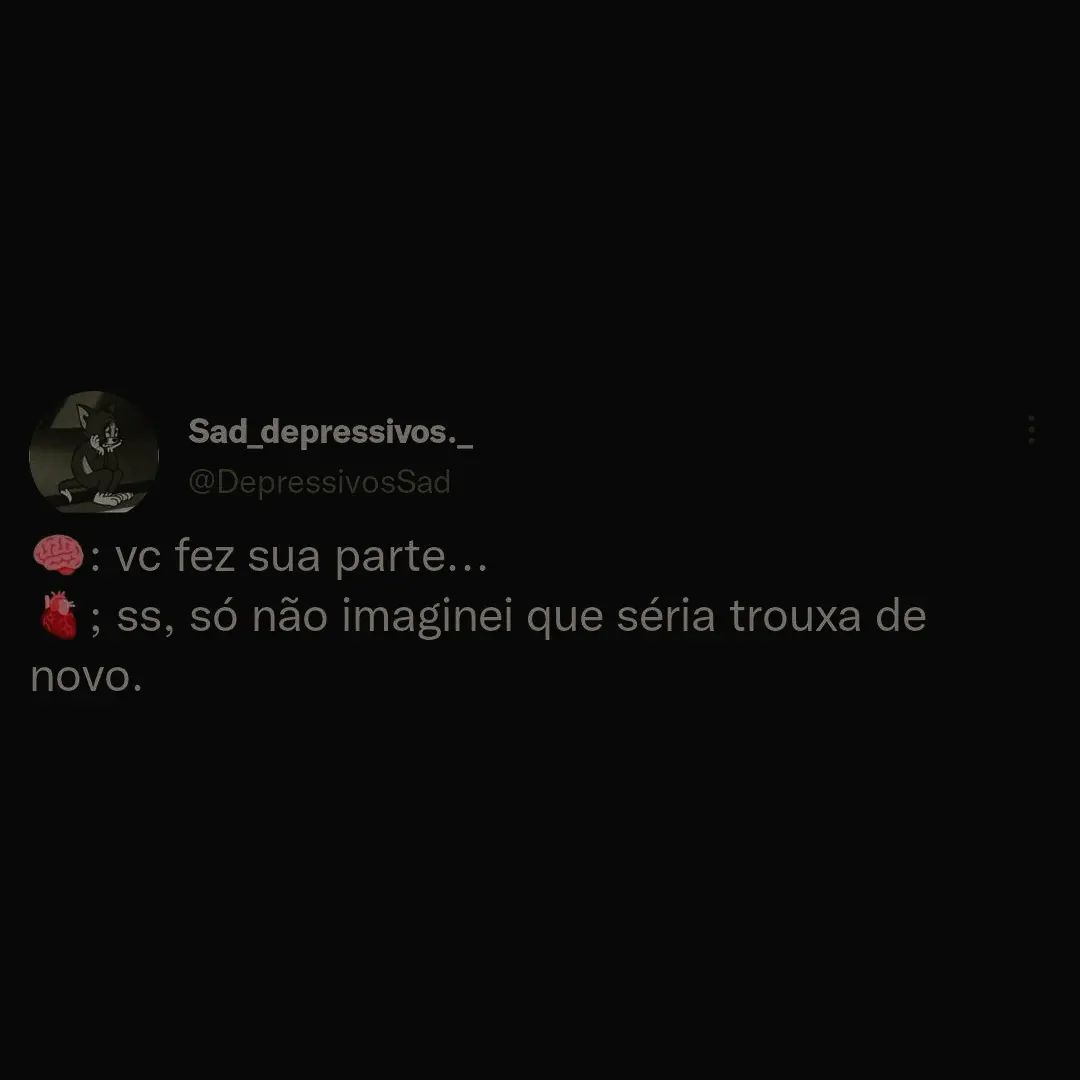 Sad_depressivos._
@DepressivosSad
🧠: vc fez sua parte...
🫀; ss, só não imaginei que séria trouxa de
novo.